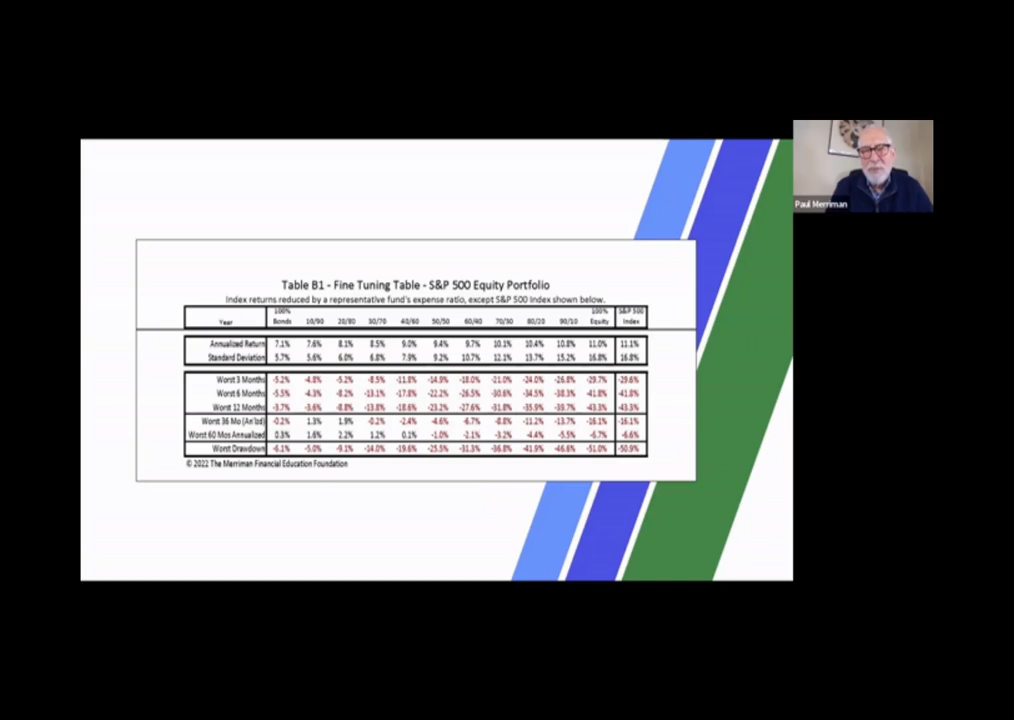 Paul Merriman
Table B1 - Fine Tuning Table - S&P 500 Equity Portfolio
Index returns reduced by a representative fund's expense ratio, except S&P 500 Index shown below.
Year 100% Bonds 10/90 20/80 30/70 40/60 50/50 60/40 70/30 80/20 90/10 100% Equity S&P 500 Index
Annualized Return 7.1% 7.6% 8.1% 8.5% 9.0% 9.4% 9.7% 10.1% 10.4% 10.8% 11.0% 11.1%
Standard Deviation 5.7% 5.6% 6.0% 6.8% 7.9% 9.2% 10.7% 12.1% 13.7% 15.2% 16.8% 16.8%
Worst 3 Months -5.2% -4.8% -5.2% -8.5% -11.8% -14.9% -18.0% -21.0% -24.0% -26.8% -29.7% -29.6%
Worst 6 Months -5.5% -4.3% -8.2% -13.1% -17.8% -22.2% -26.5% -30.6% -34.5% -38.3% -41.8% -41.8%
Worst 12 Months -3.7% -3.6% -8.8% -13.8% -18.6% -23.2% -27.6% -31.8% -35.9% -39.7% -43.3% -43.3%
Worst 36 Mo (An'lzd) -0.2% 1.3% 1.9% -0.2% -2.4% -4.6% -6.7% -8.8% -11.2% -13.7% -16.1% -16.1%
Worst 60 Mos Annualized 0.3% 1.6% 2.2% 1.2% 0.1% -1.0% -2.1% -3.2% -4.4% -5.5% -6.7% -6.6%
Worst Drawdown -6.1% -5.0% -9.1% -14.0% -19.6% -25.5% -31.3% -36.8% -41.9% -46.6% -51.0% -50.9%
© 2022 The Merriman Financial Education Foundation